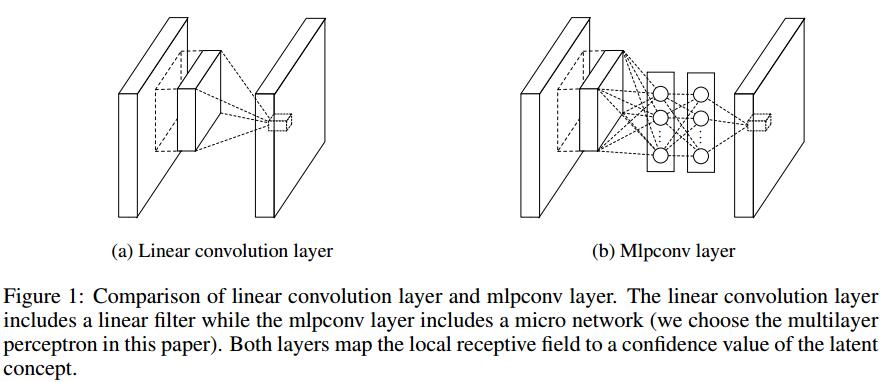 (a) Linear convolution layer
(b) Mlpconv layer
Figure 1: Comparison of linear convolution layer and mlpconv layer. The linear convolution layer
includes a linear filter while the mlpconv layer includes a micro network (we choose the multilayer
perceptron in this paper). Both layers map the local receptive field to a confidence value of the latent
concept.